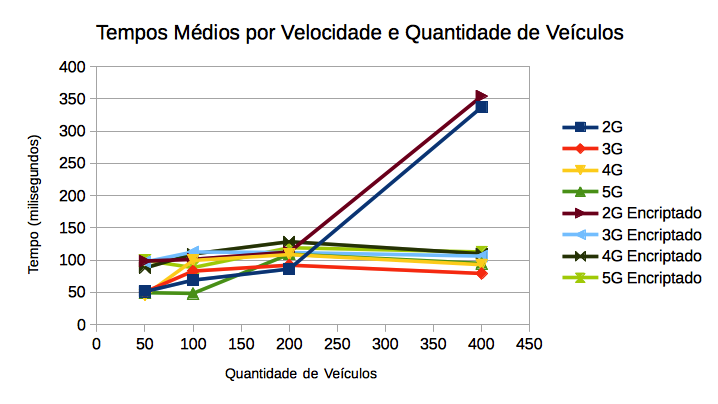 Tempos Médios por Velocidade e Quantidade de Veículos
400
350
300
250
200
150
100
50
0
Tempo (milisegundos)
0 50 100 150 200 250 300 350 400 450
Quantidade de Veículos
2G
3G
4G
5G
2G Encriptado
3G Encriptado
4G Encriptado
5G Encriptado